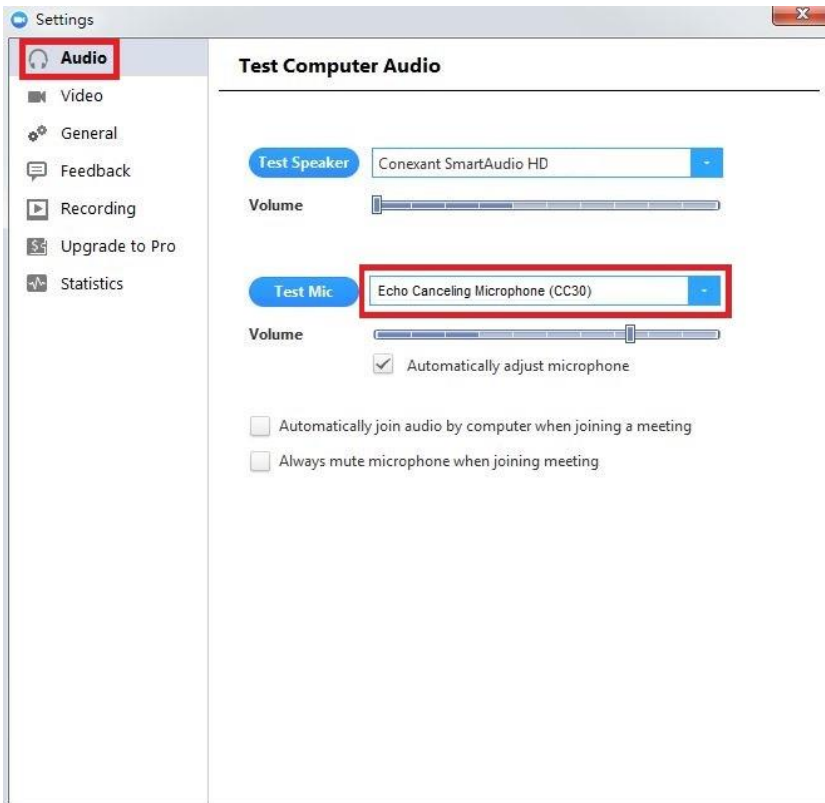 Settings
Audio
Video
General
Feedback
Recording
Upgrade to Pro
Statistics
Test Computer Audio
Test Speaker
Conexant SmartAudio HD
Volume
Test Mic
Echo Canceling Microphone (CC30)
Volume
Automatically adjust microphone
Automatically join audio by computer when joining a meeting
Always mute microphone when joining meeting